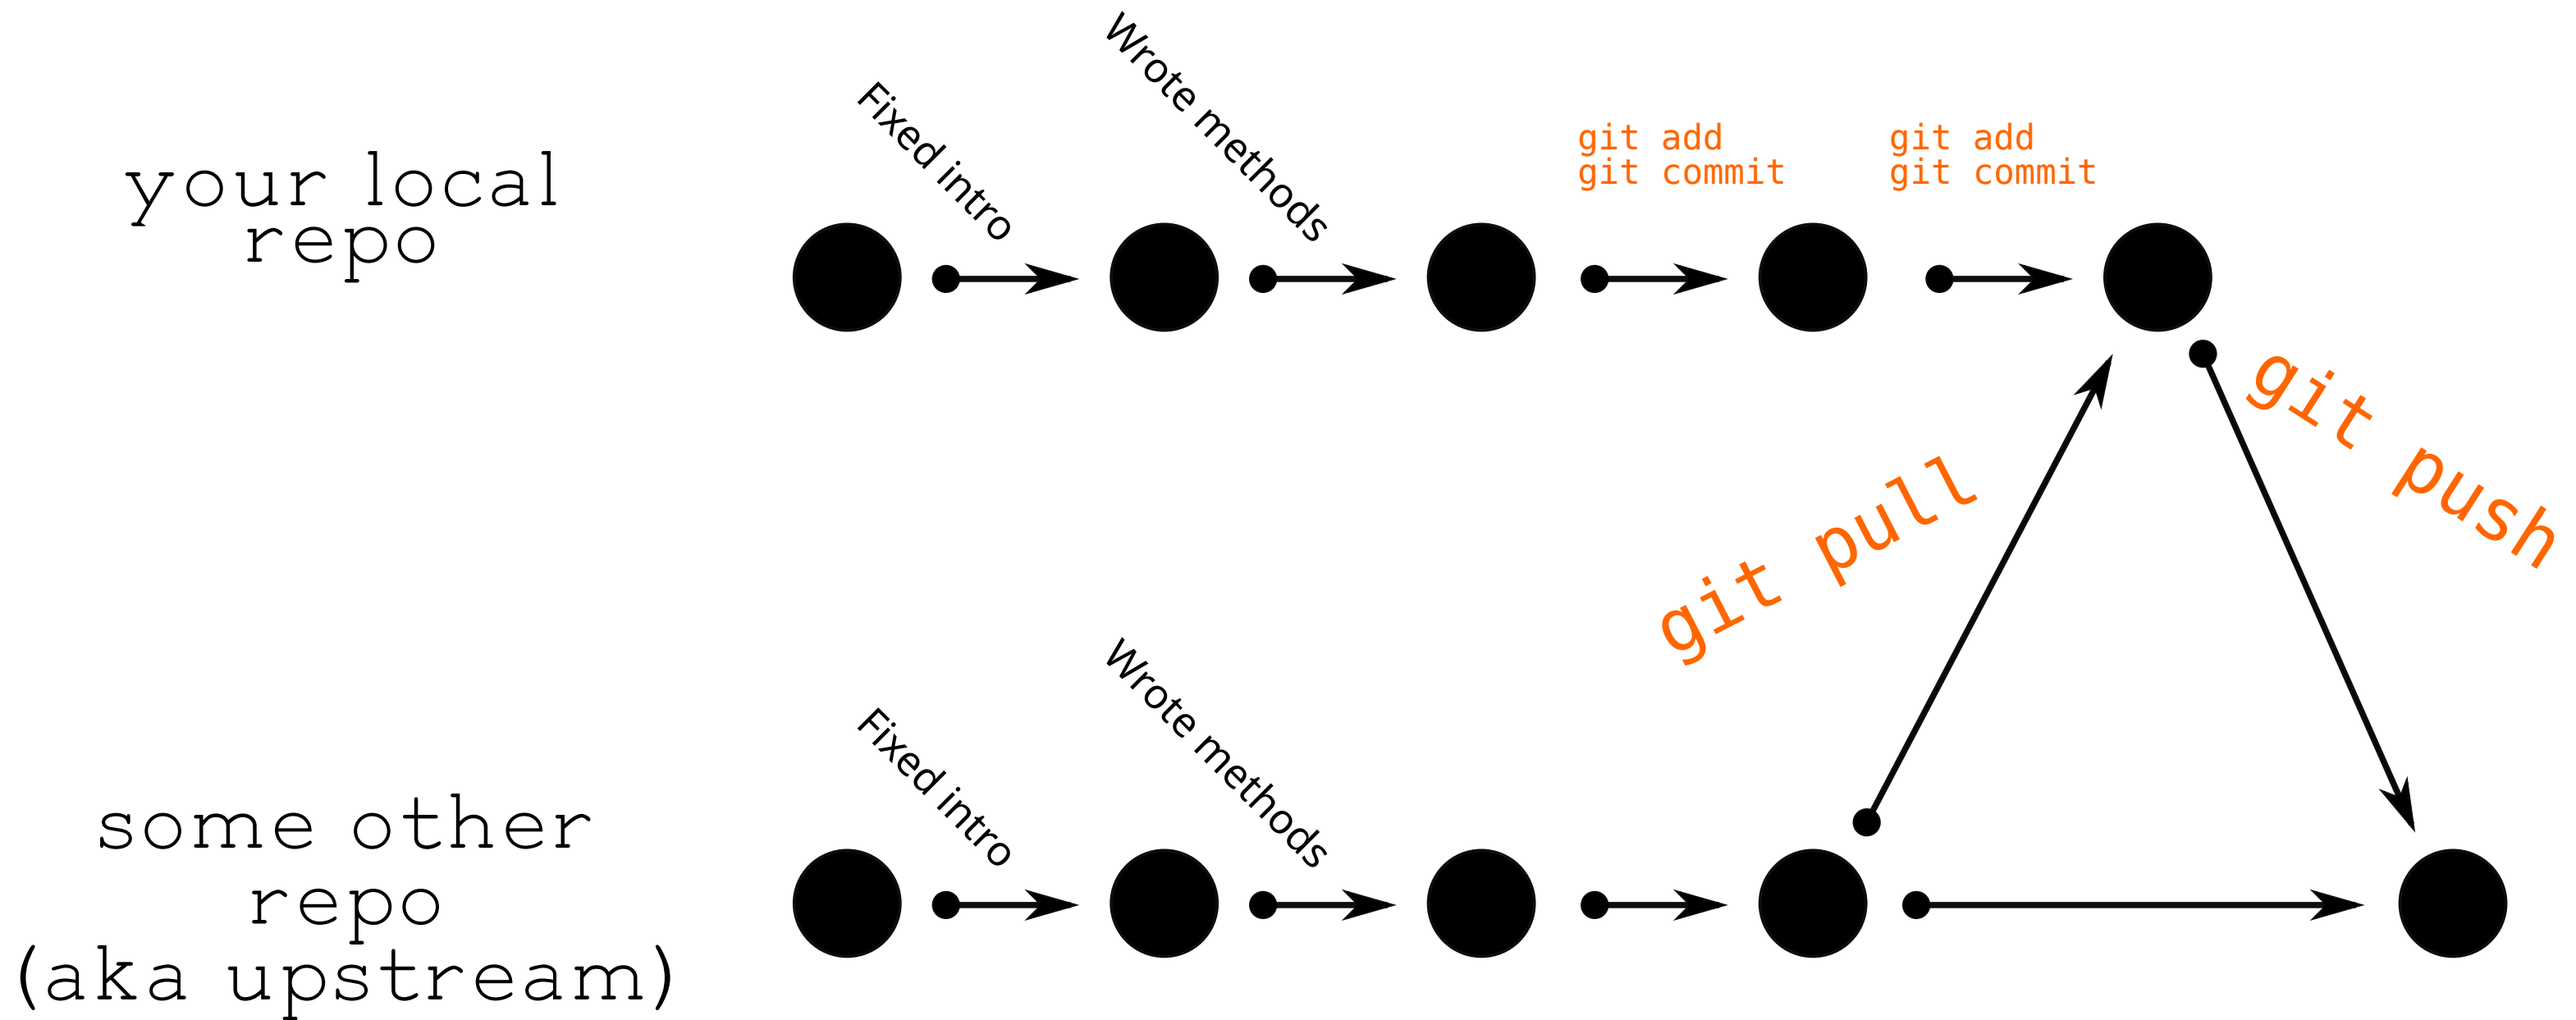 your local
repo
Fixed intro
Wrote methods
git add
git commit
git add
git commit
git pull
git push
some other
repo
(aka upstream)
Fixed intro
Wrote methods